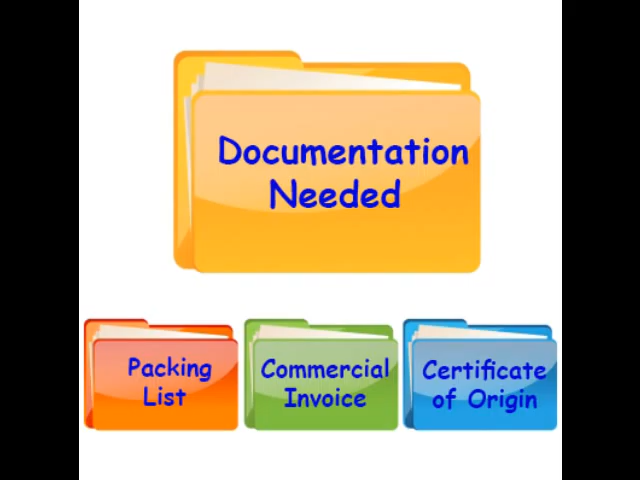 Documentation
Needed
Packing
List
Commercial
Invoice
Certificate
of Origin